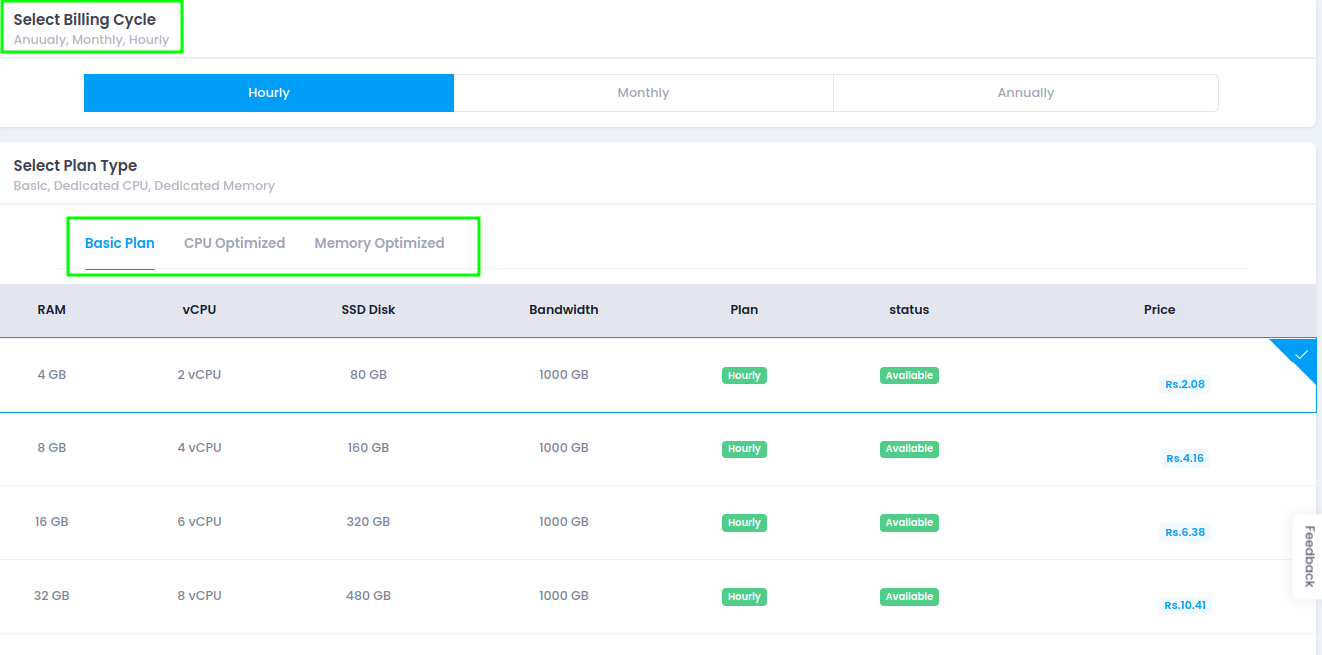 Select Billing Cycle
Anuualy, Monthly, Hourly
Hourly Monthly Annually
Select Plan Type
Basic, Dedicated CPU, Dedicated Memory
Basic Plan CPU Optimized Memory Optimized
RAM vCPU SSD Disk Bandwidth Plan status Price
4 GB 2 vCPU 80 GB 1000 GB Hourly Available Rs.2.08
8 GB 4 vCPU 160 GB 1000 GB Hourly Available Rs.4.16
16 GB 6 vCPU 320 GB 1000 GB Hourly Available Rs.6.38
32 GB 8 vCPU 480 GB 1000 GB Hourly Available Rs.10.41
Feedback